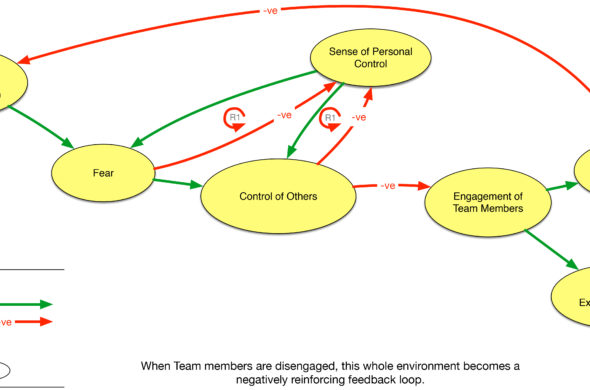 -ve
Sense of Personal
Control
R1
-ve
R1
-ve
Fear
Control of Others
-ve
Engagement of
Team Members
-ve
When Team members are disengaged, this whole environment becomes a
negatively reinforcing feedback loop.